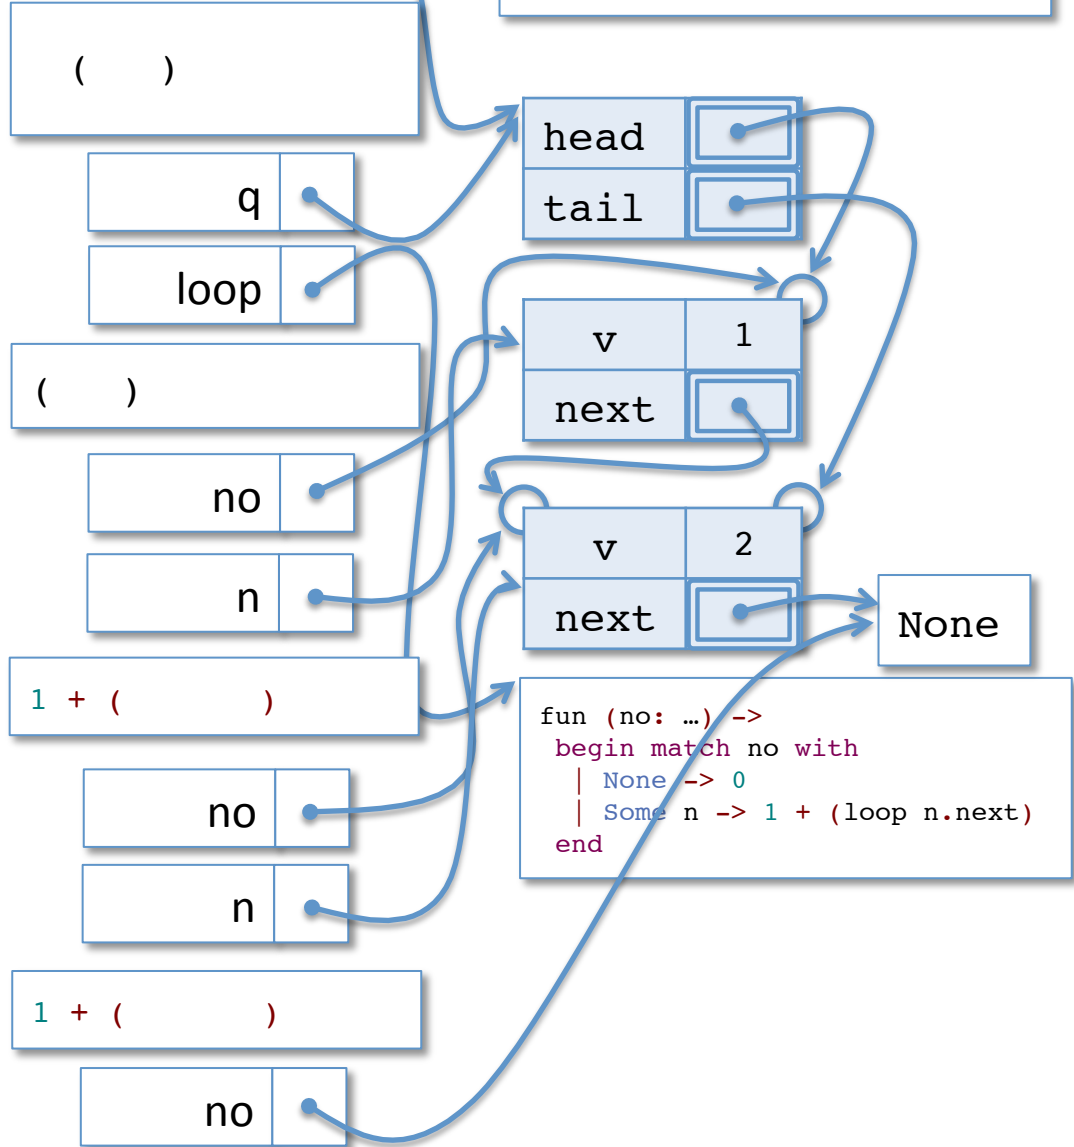 (    )
head
q
tail
loop
v 1
(    )
next
no
v 2
n
next
None
1 + (        )
fun (no: …) ->
begin match no with
| None -> 0
no
| Some n -> 1 + (loop n.next)
end
n
1 + (        )
no